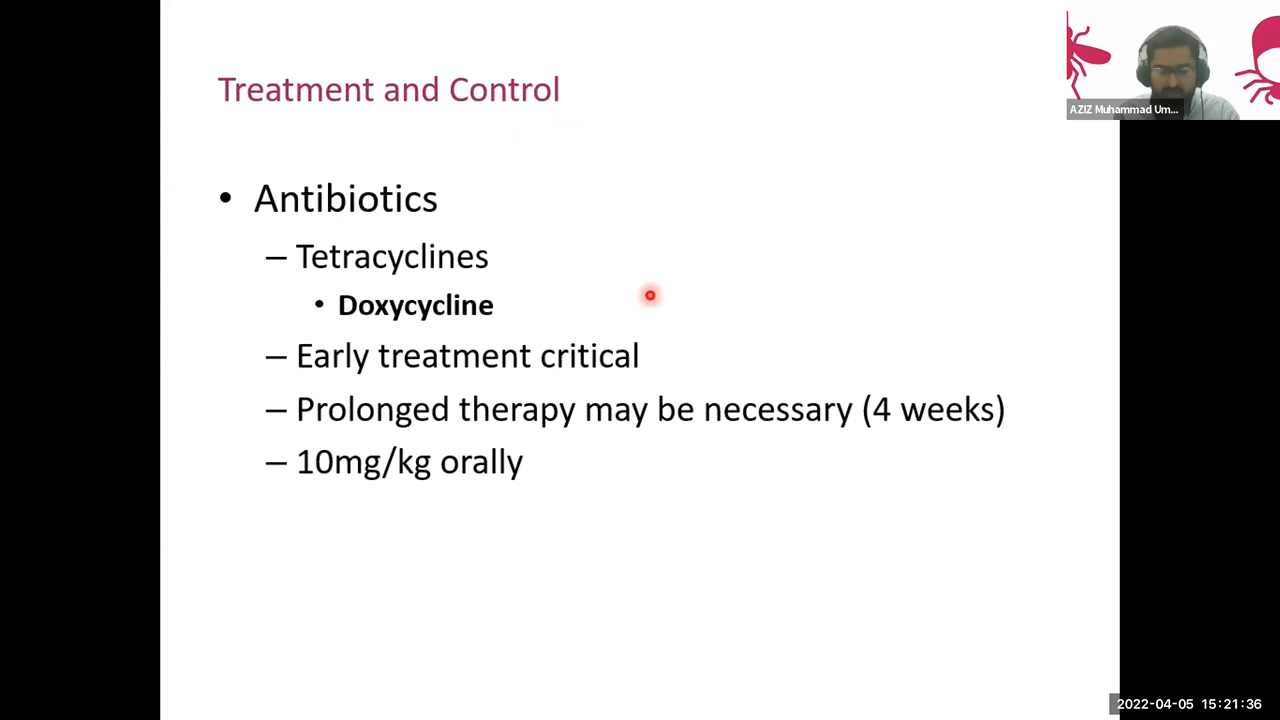 AZIZ Muhammad Um...
Treatment and Control
• Antibiotics
– Tetracyclines
• Doxycycline
– Early treatment critical
– Prolonged therapy may be necessary (4 weeks)
– 10mg/kg orally
2022-04-05 15:21:36